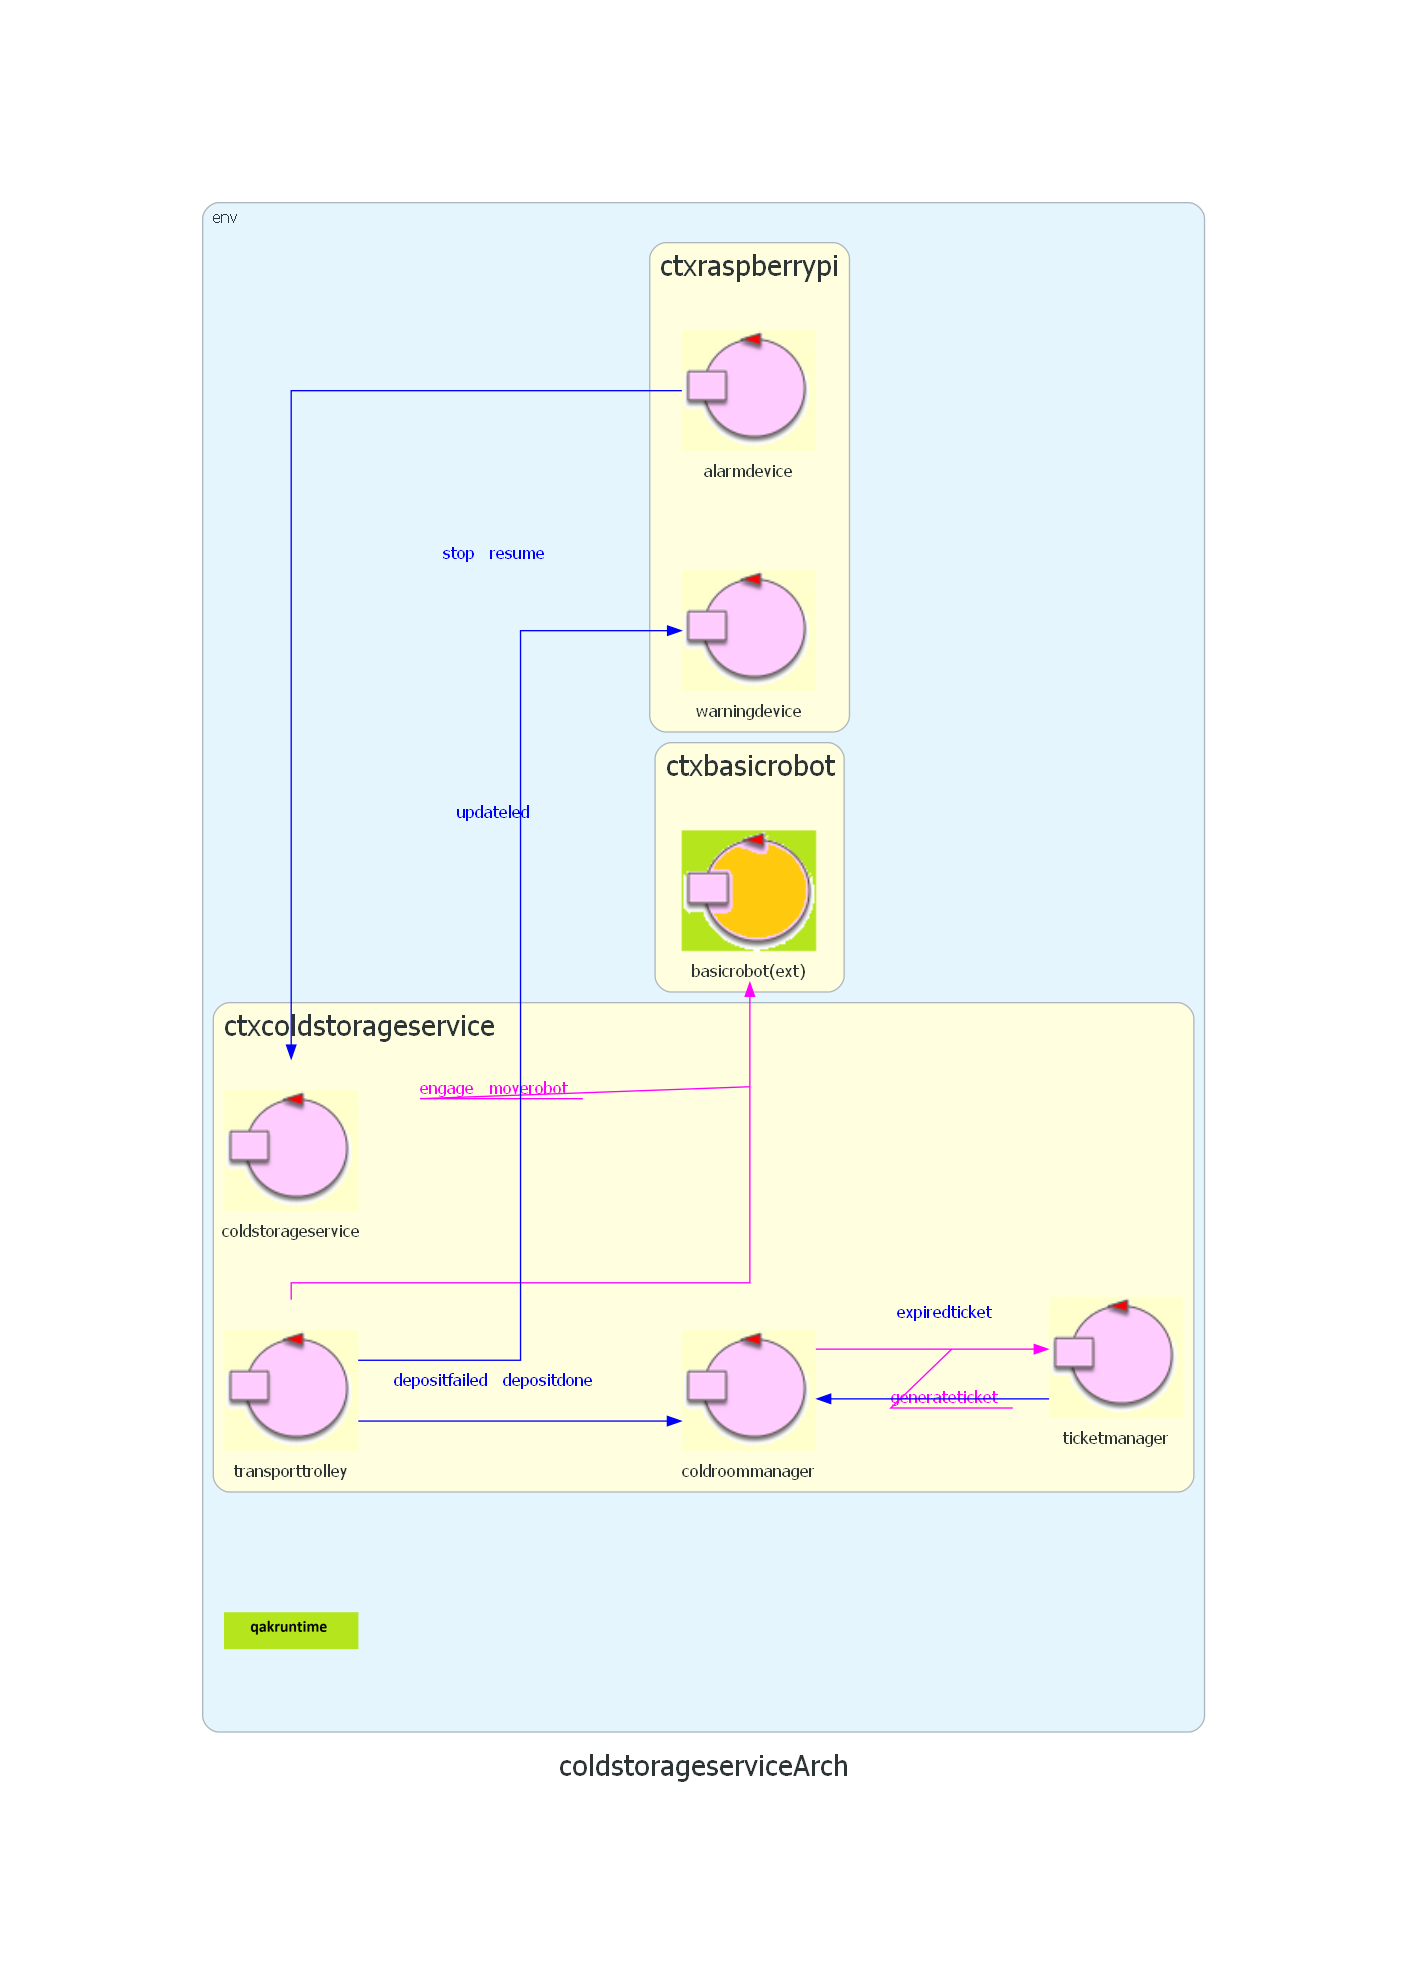 env
ctxraspberrypi
alarmdevice
stop resume
warningdevice
ctxbasicrobot
updateled
basicrobot(ext)
ctxcoldstorageservice
engage moverobot
coldstorageservice
expiredticket
depositfailed depositdone
generateticket
ticketmanager
transporttrolley
coldroommanager
qakruntime
coldstorageserviceArch